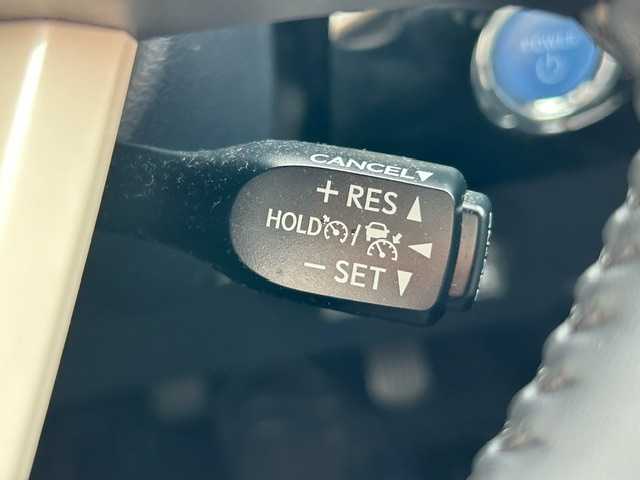 POWER
CANCEL▼
+ RES ▲
HOLD / ◀
− SET ▼